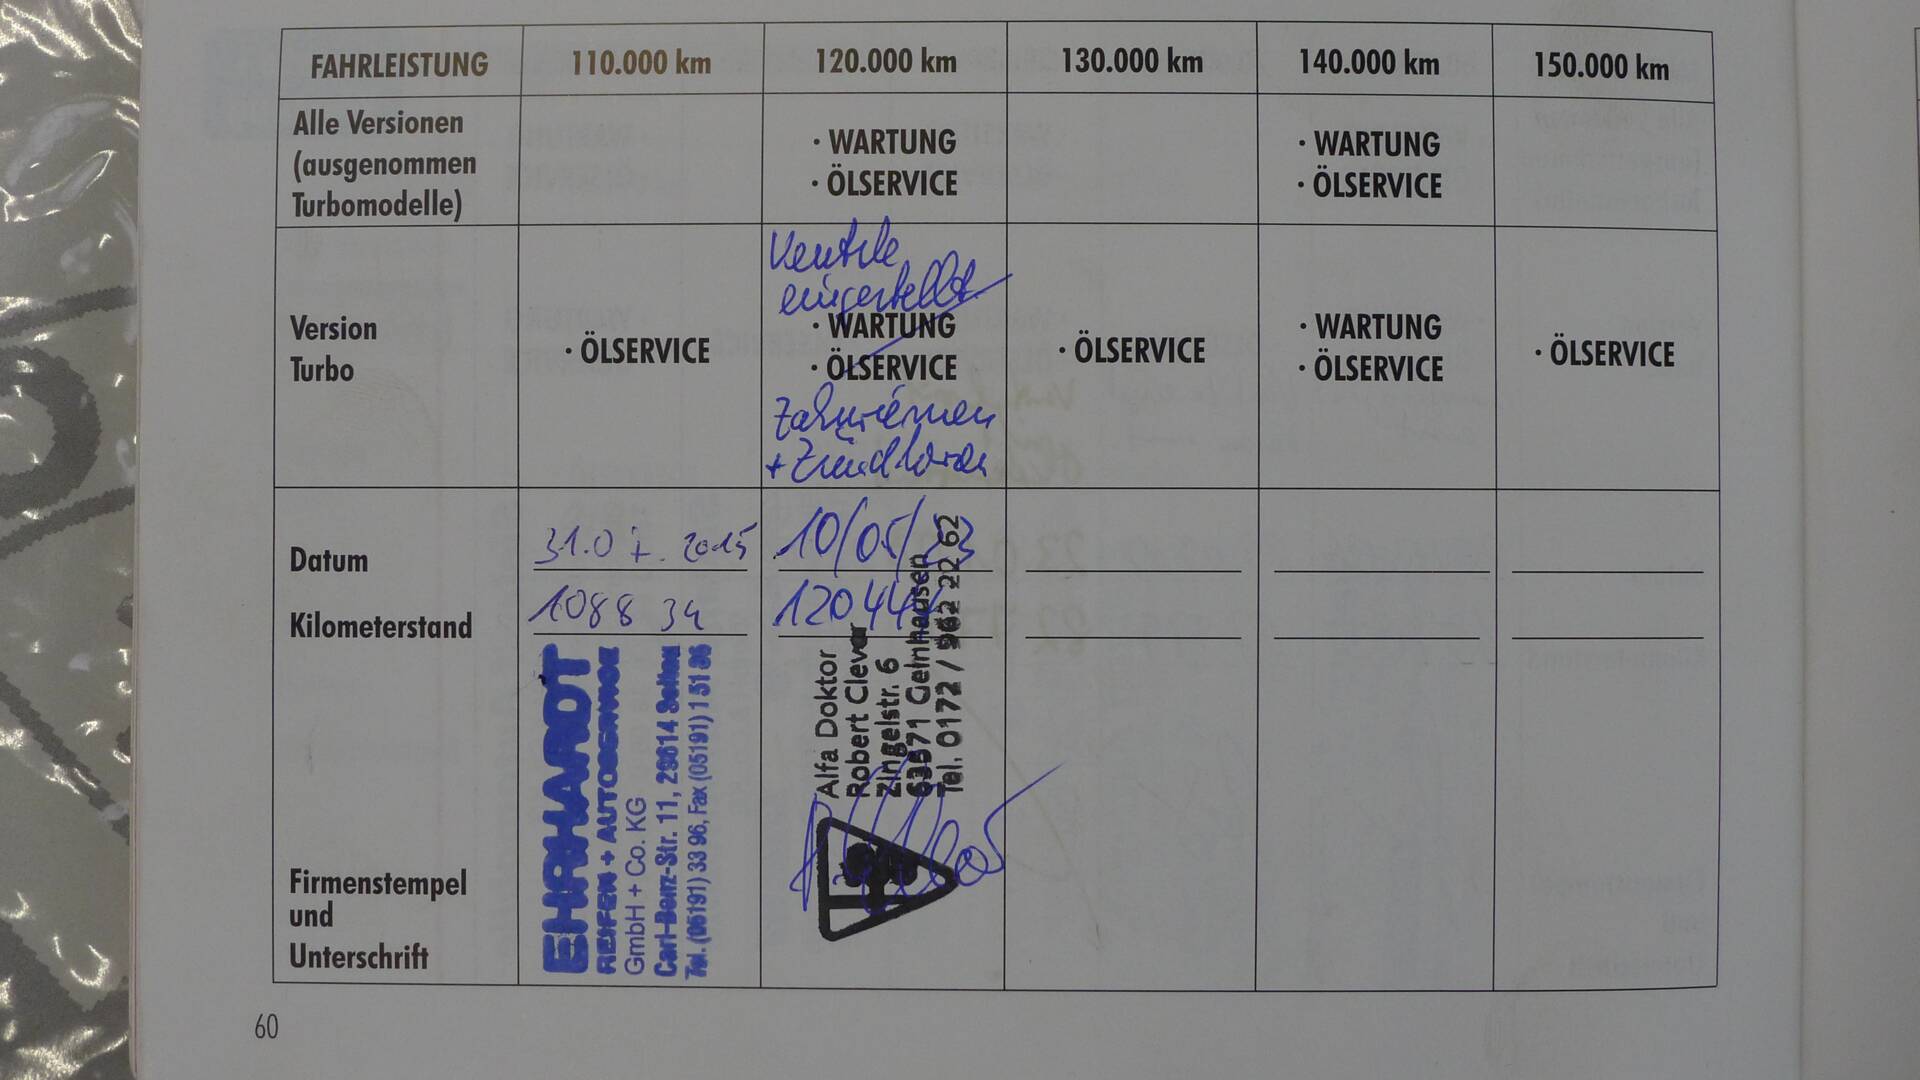 FAHRLEISTUNG 110.000 km 120.000 km 130.000 km 140.000 km 150.000 km
Alle Versionen
(ausgenommen
Turbomodelle)
· WARTUNG
· ÖLSERVICE
· WARTUNG
· ÖLSERVICE
Version
Turbo
· ÖLSERVICE
Ventile
eingestellt
· WARTUNG
· ÖLSERVICE
Zahnriemen
+
· ÖLSERVICE
· WARTUNG
· ÖLSERVICE
· ÖLSERVICE
Datum 31.07.2015 10/05/23
Kilometerstand 108834
Firmenstempel
und
Unterschrift
EHRHARDT
REIFEN + AUTOSERVICE
GmbH + Co. KG
Carl-Benz-Str. 11, 29614 Soltau
Tel. (05191) 33 96, Fax (05191) 1 51 86
Alfa Doktor
Robert Clever
Zingelstr. 6
63571 Gelnhausen
Tel. 0172 / 22 62
60